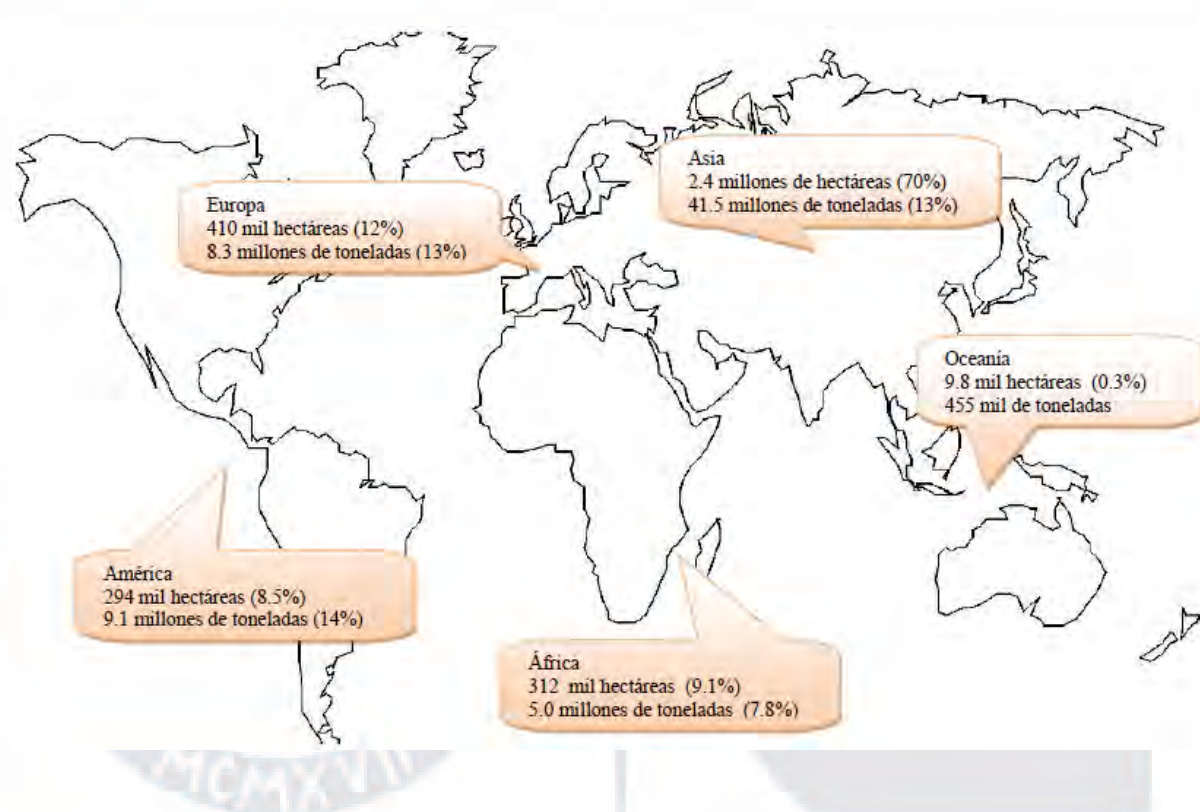 Asia
2.4 millones de hectáreas (70%)
41.5 millones de toneladas (13%)
Europa
410 mil hectáreas (12%)
8.3 millones de toneladas (13%)
Oceanía
9.8 mil hectáreas (0.3%)
455 mil de toneladas
América
294 mil hectáreas (8.5%)
9.1 millones de toneladas (14%)
África
312 mil hectáreas (9.1%)
5.0 millones de toneladas (7.8%)
MCMXVII